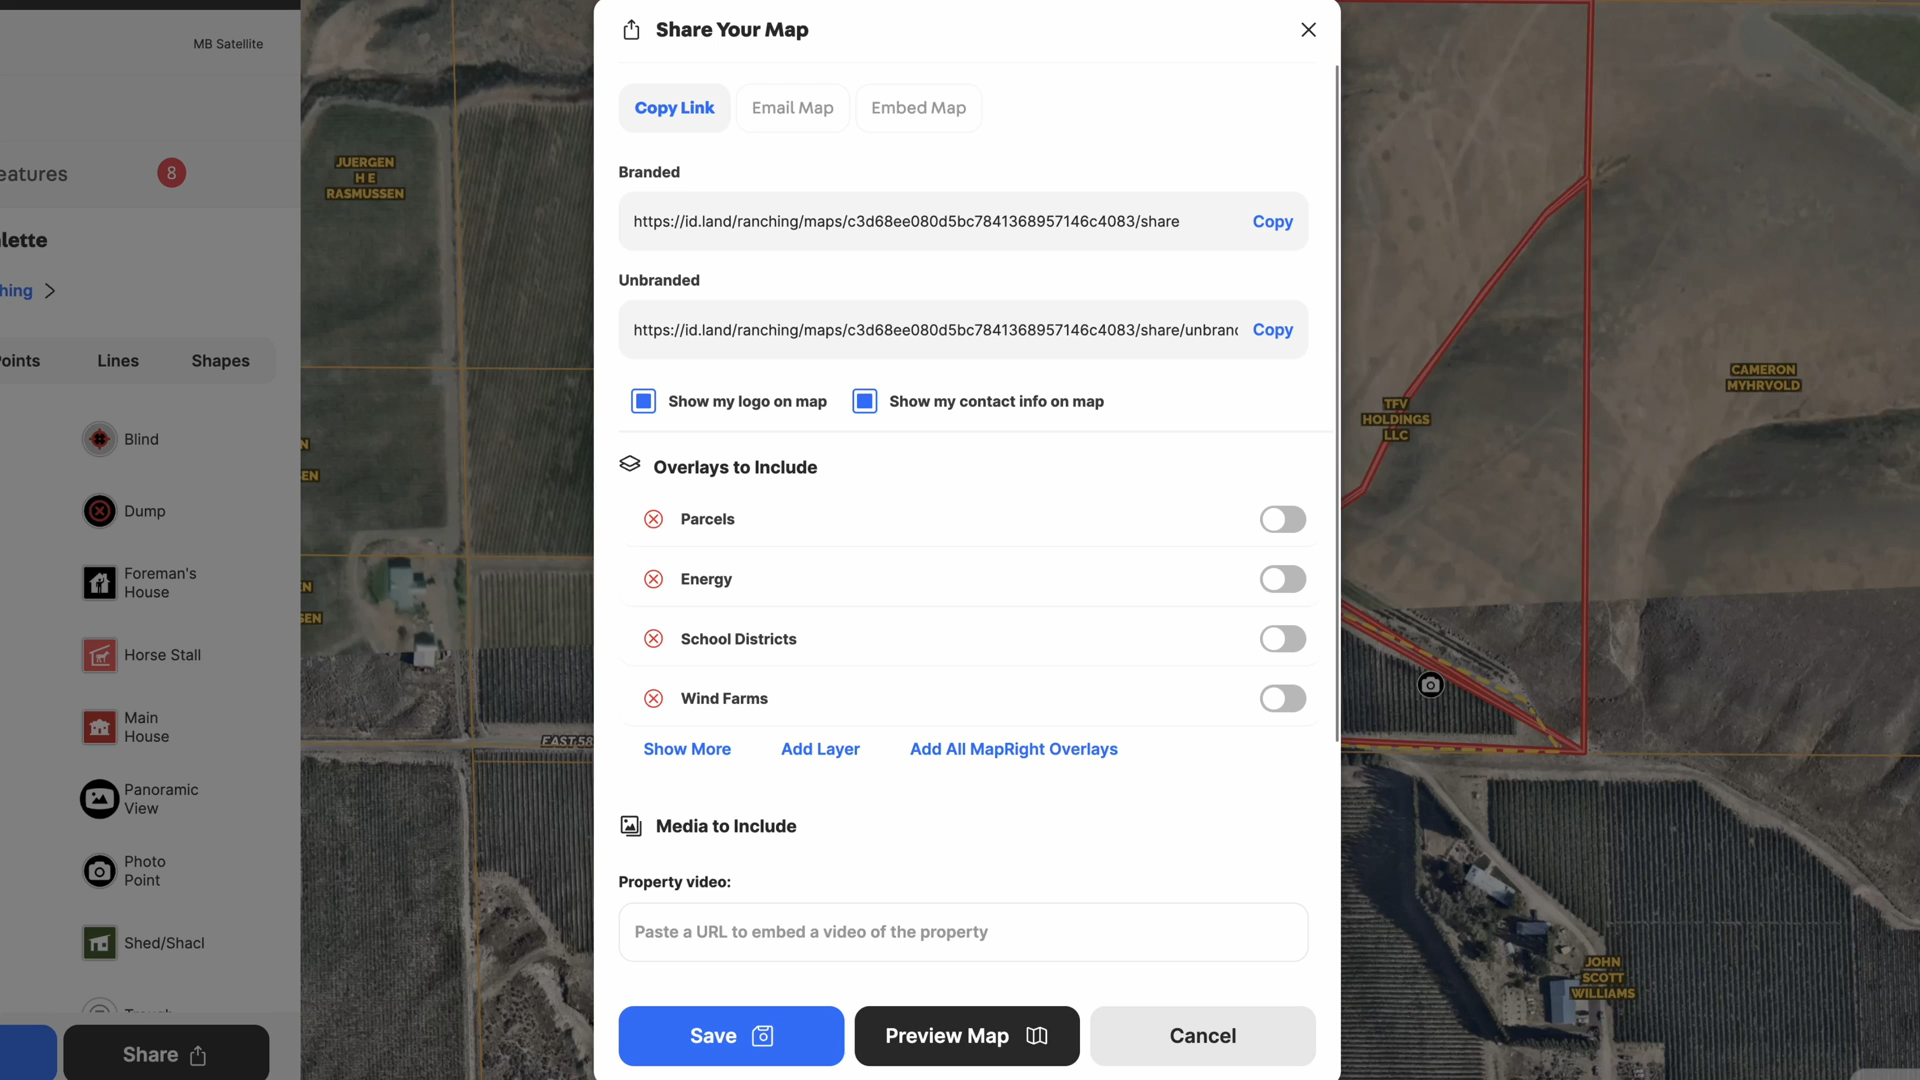 MB Satellite
eatures
8
lette
hing
oints
Lines
Shapes
Blind
Dump
Foreman's
House
Horse Stall
Main
House
Panoramic
View
Photo
Point
Shed/Shacl
Share
JUERGEN
H E
RASMUSSEN
N
EN
N
SEN
EAST 58
Share Your Map
Copy Link
Email Map
Embed Map
Branded
https://id.land/ranching/maps/c3d68ee080d5bc7841368957146c4083/share
Copy
Unbranded
https://id.land/ranching/maps/c3d68ee080d5bc7841368957146c4083/share/unbranc
Copy
Show my logo on map
Show my contact info on map
Overlays to Include
Parcels
Energy
School Districts
Wind Farms
Show More
Add Layer
Add All MapRight Overlays
Media to Include
Property video:
Paste a URL to embed a video of the property
Save
Preview Map
Cancel
TFV
HOLDINGS
LLC
CAMERON
MYHRVOLD
JOHN
SCOTT
WILLIAMS